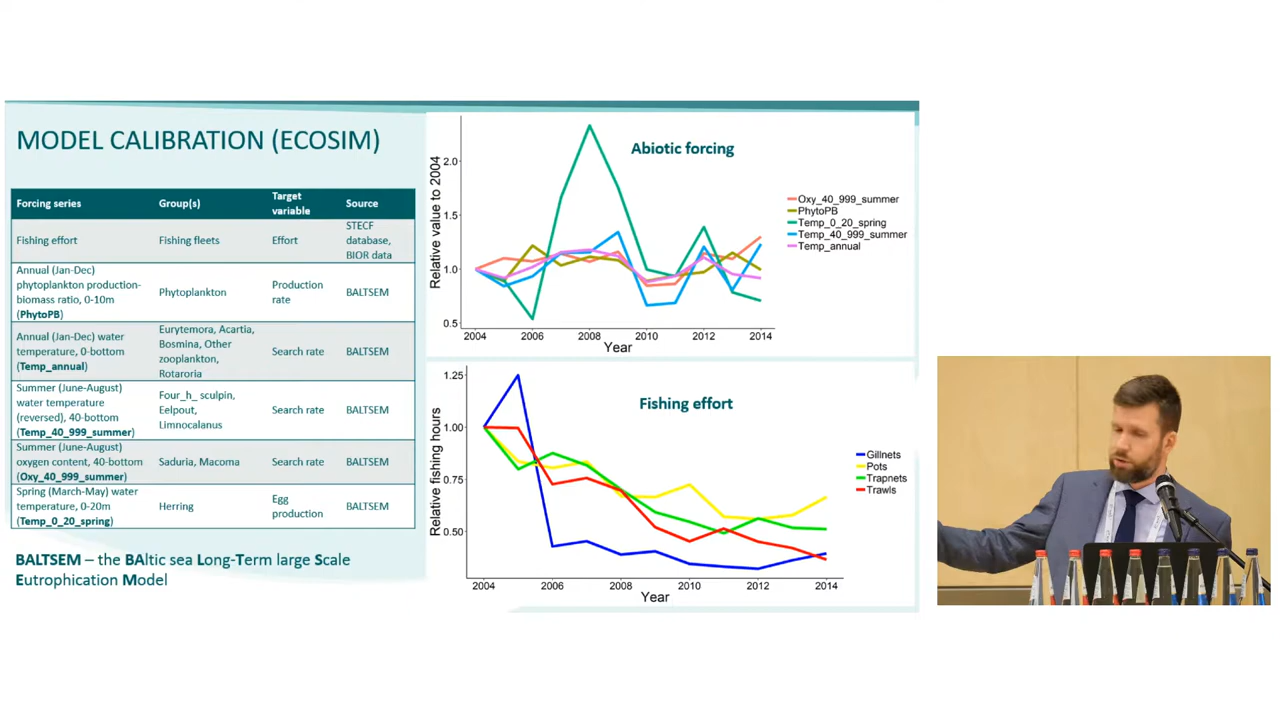 MODEL CALIBRATION (ECOSIM)
Forcing series Group(s) Target variable Source
Fishing effort Fishing fleets Effort STECF database, BIOR data
Annual (Jan-Dec) phytoplankton production-biomass ratio, 0-10m (PhytoPB) Phytoplankton Production rate BALTSEM
Annual (Jan-Dec) water temperature, 0-bottom (Temp_annual) Eurytemora, Acartia, Bosmina, Other zooplankton, Rotaroria Search rate BALTSEM
Summer (June-August) water temperature (reversed), 40-bottom (Temp_40_999_summer) Four_h_ sculpin, Eelpout, Limnocalanus Search rate BALTSEM
Summer (June-August) oxygen content, 40-bottom (Oxy_40_999_summer) Saduria, Macoma Search rate BALTSEM
Spring (March-May) water temperature, 0-20m (Temp_0_20_spring) Herring Egg production BALTSEM
BALTSEM – the BAltic sea Long-Term large Scale
Eutrophication Model
Abiotic forcing
Relative value to 2004
2.0
1.5
1.0
0.5
2004 2006 2008 2010 2012 2014
Year
Oxy_40_999_summer
PhytoPB
Temp_0_20_spring
Temp_40_999_summer
Temp_annual
Fishing effort
Relative fishing hours
1.25
1.00
0.75
0.50
2004 2006 2008 2010 2012 2014
Year
Gillnets
Pots
Trapnets
Trawls